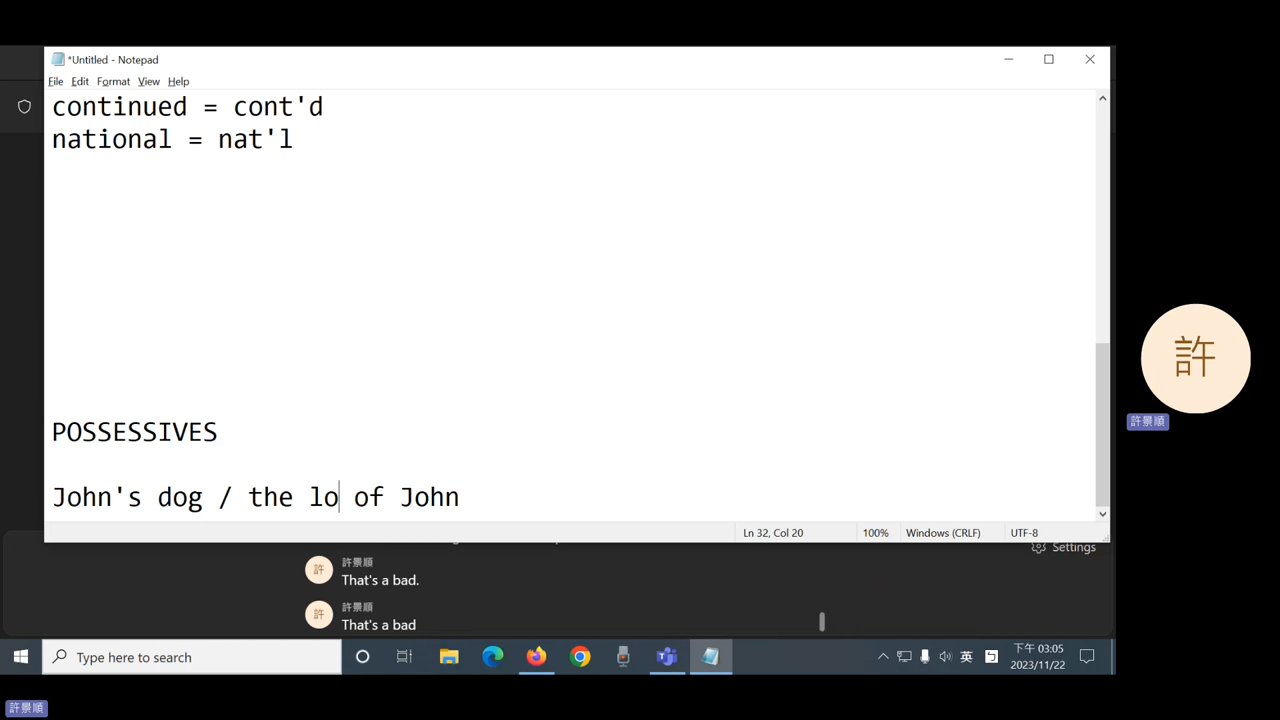 *Untitled - Notepad
File Edit Format View Help
continued = cont'd
national = nat'l
POSSESSIVES
John's dog / the lo of John
Ln 32, Col 20 100% Windows (CRLF) UTF-8
Settings
許
許景順
許 許景順
That's a bad.
許 許景順
That's a bad
Type here to search
英
下午 03:05
2023/11/22
許景順